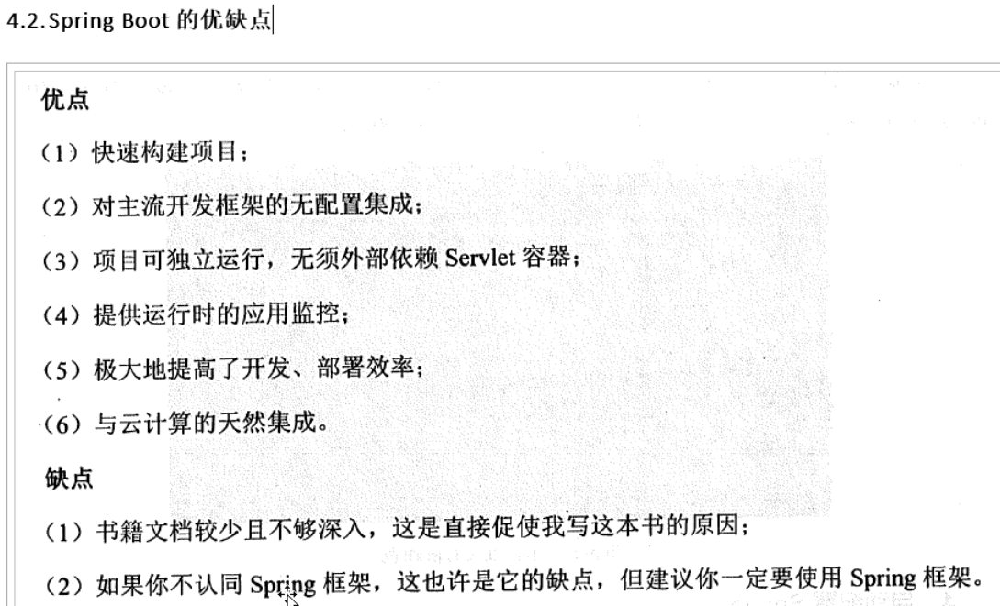 4.2.Spring Boot 的优缺点
优点
（1）快速构建项目；
（2）对主流开发框架的无配置集成；
（3）项目可独立运行，无须外部依赖 Servlet 容器；
（4）提供运行时的应用监控；
（5）极大地提高了开发、部署效率；
（6）与云计算的天然集成。
缺点
（1）书籍文档较少且不够深入，这是直接促使我写这本书的原因；
（2）如果你不认同 Spring 框架，这也许是它的缺点，但建议你一定要使用 Spring 框架。